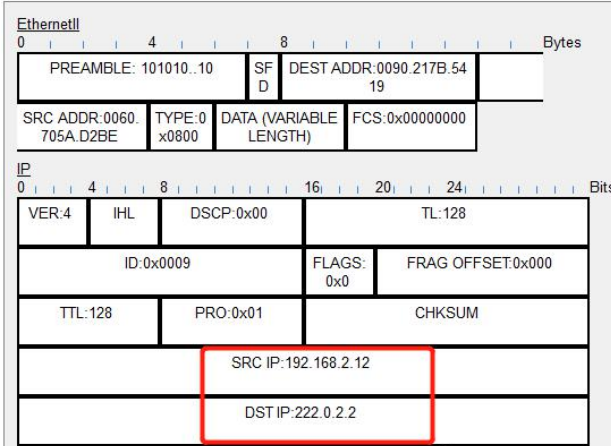 EthernetII
0 4 8 Bytes
PREAMBLE: 101010..10
SF
D
DEST ADDR:0090.217B.54
19
SRC ADDR:0060.
705A.D2BE
TYPE:0
x0800
DATA (VARIABLE
LENGTH)
FCS:0x00000000
IP
0 4 8 16 20 24 Bits
VER:4
IHL
DSCP:0x00
TL:128
ID:0x0009
FLAGS:
0x0
FRAG OFFSET:0x000
TTL:128
PRO:0x01
CHKSUM
SRC IP:192.168.2.12
DST IP:222.0.2.2